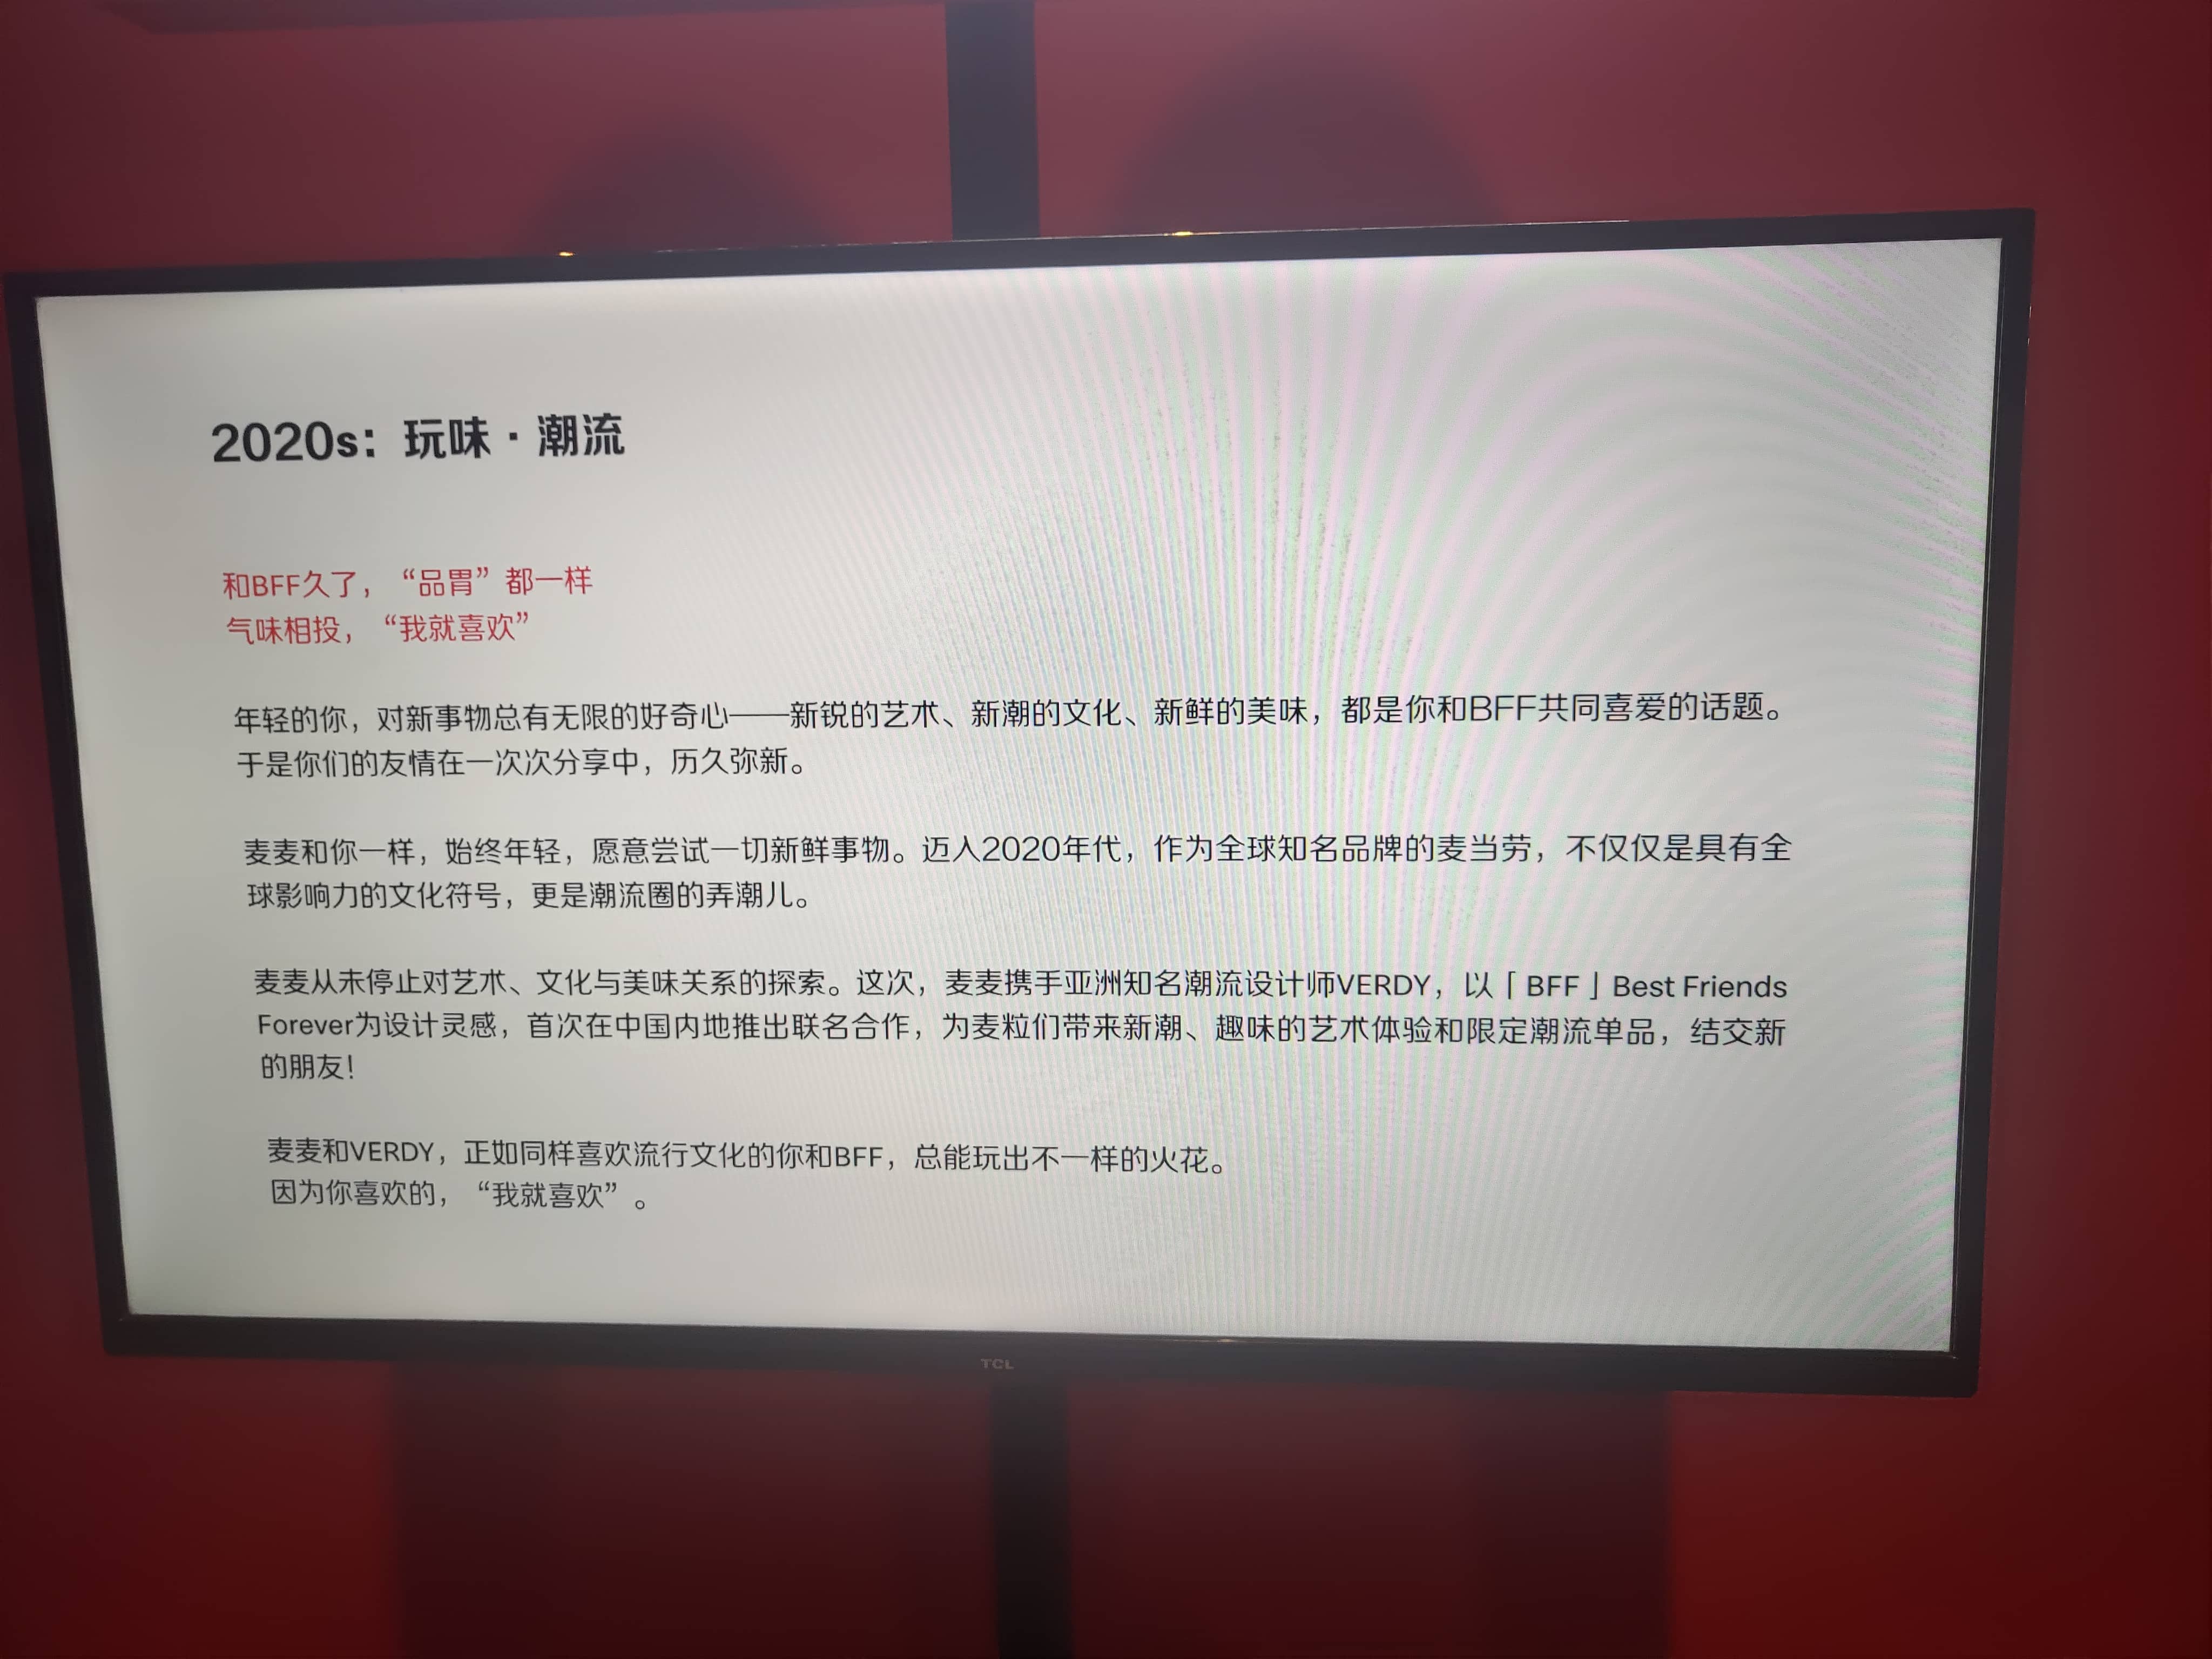 2020s：玩味 · 潮流
和BFF久了，“品胃”都一样
气味相投，“我就喜欢”
年轻的你，对新事物总有无限的好奇心——新锐的艺术、新潮的文化、新鲜的美味，都是你和BFF共同喜爱的话题。
于是你们的友情在一次次分享中，历久弥新。
麦麦和你一样，始终年轻，愿意尝试一切新鲜事物。迈入2020年代，作为全球知名品牌的麦当劳，不仅仅是具有全
球影响力的文化符号，更是潮流圈的弄潮儿。
麦麦从未停止对艺术、文化与美味关系的探索。这次，麦麦携手亚洲知名潮流设计师VERDY，以「BFF」Best Friends
Forever为设计灵感，首次在中国内地推出联名合作，为麦粒们带来新潮、趣味的艺术体验和限定潮流单品，结交新
的朋友！
麦麦和VERDY，正如同样喜欢流行文化的你和BFF，总能玩出不一样的火花。
因为你喜欢的，“我就喜欢”。
TCL